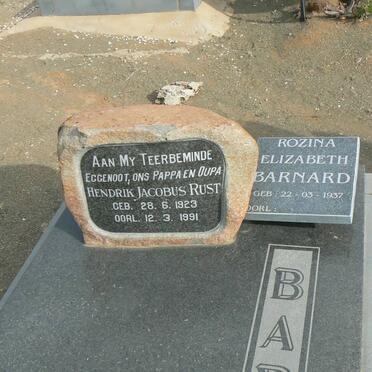 AAN MY TEERBEMINDE
EGGENOOT, ONS PAPPA EN OUPA
HENDRIK JACOBUS RUST
GEB. 28. 6. 1923
OORL. 12. 3. 1991
ROZINA
ELIZABETH
BARNARD
GEB : 22-03-1937
OORL :
BA